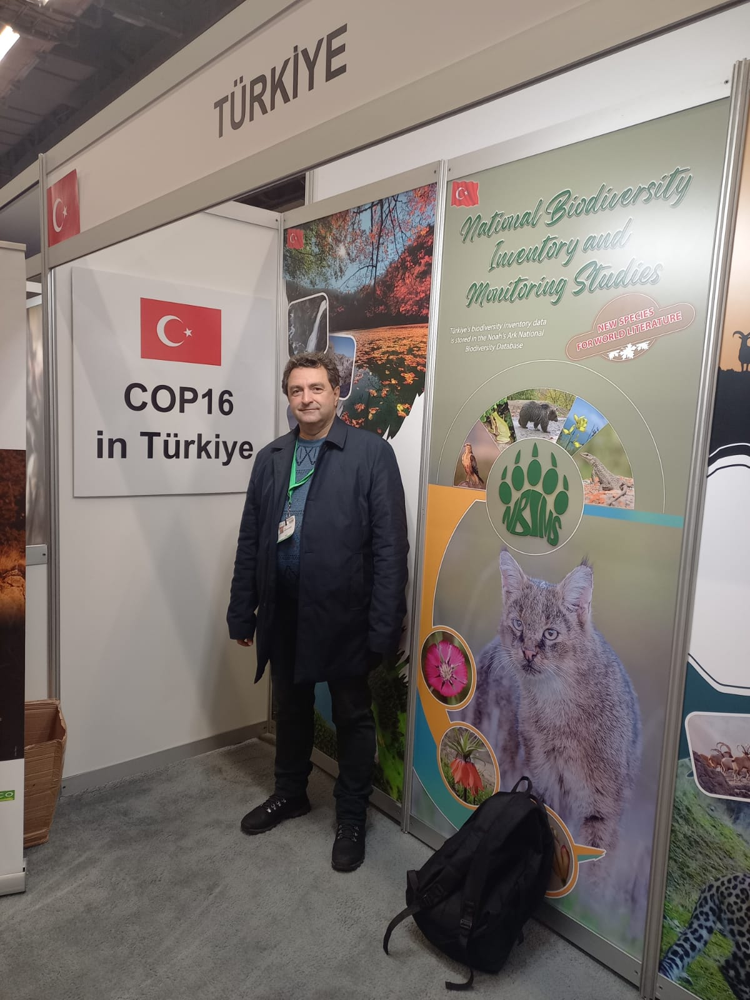 TÜRKİYE
COP16
in Türkiye
National Biodiversity
Inventory and
Monitoring Studies
Türkiye's biodiversity inventory data
is stored in the Noah's Ark National
Biodiversity Database
NEW SPECIES
FOR WORLD LITERATURE
NBIMS
CO